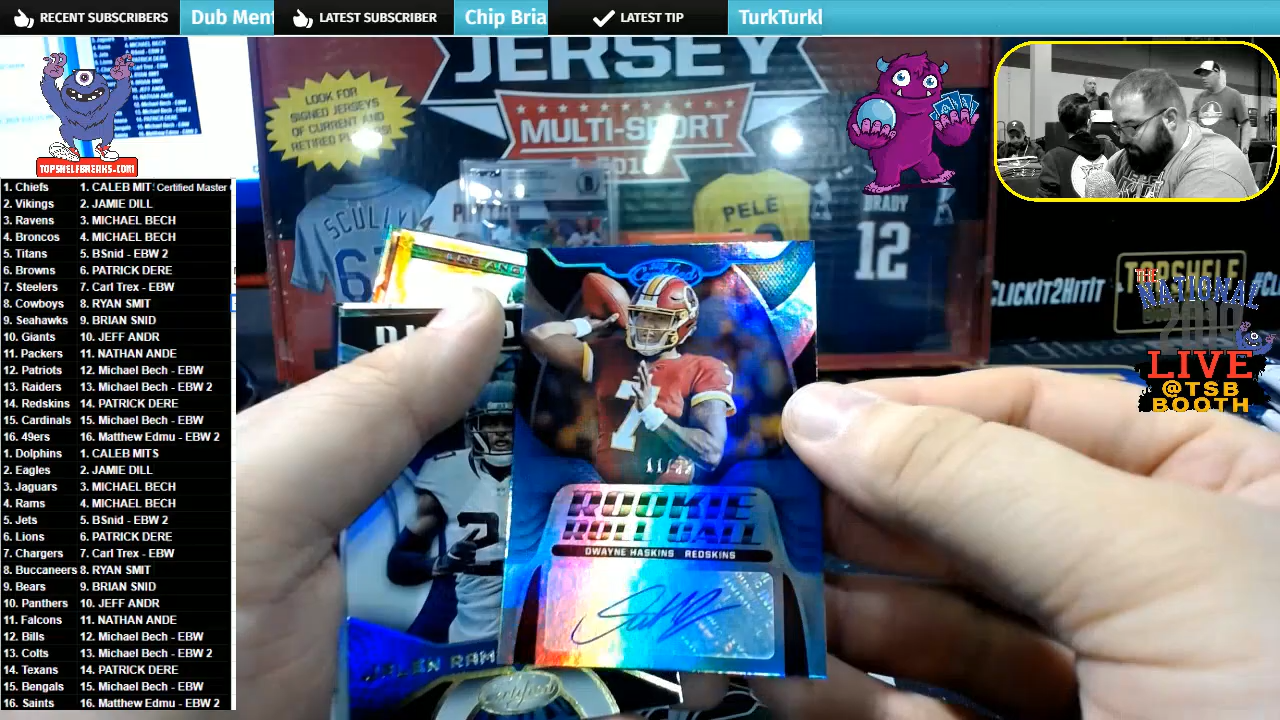 RECENT SUBSCRIBERS
Dub Ment
LATEST SUBSCRIBER
Chip Bria
LATEST TIP
TurkTurkl
TOPSHELFBREAKS.COM
1. Chiefs 1. CALEB MIT Certified Master
2. Vikings 2. JAMIE DILL
3. Ravens 3. MICHAEL BECH
4. Broncos 4. MICHAEL BECH
5. Titans 5. BSnid - EBW 2
6. Browns 6. PATRICK DERE
7. Steelers 7. Carl Trex - EBW
8. Cowboys 8. RYAN SMIT
9. Seahawks 9. BRIAN SNID
10. Giants 10. JEFF ANDR
11. Packers 11. NATHAN ANDE
12. Patriots 12. Michael Bech - EBW
13. Raiders 13. Michael Bech - EBW 2
14. Redskins 14. PATRICK DERE
15. Cardinals 15. Michael Bech - EBW
16. 49ers 16. Matthew Edmu - EBW 2
1. Dolphins 1. CALEB MITS
2. Eagles 2. JAMIE DILL
3. Jaguars 3. MICHAEL BECH
4. Rams 4. MICHAEL BECH
5. Jets 5. BSnid - EBW 2
6. Lions 6. PATRICK DERE
7. Chargers 7. Carl Trex - EBW
8. Buccaneers 8. RYAN SMIT
9. Bears 9. BRIAN SNID
10. Panthers 10. JEFF ANDR
11. Falcons 11. NATHAN ANDE
12. Bills 12. Michael Bech - EBW
13. Colts 13. Michael Bech - EBW 2
14. Texans 14. PATRICK DERE
15. Bengals 15. Michael Bech - EBW
16. Saints 16. Matthew Edmu - EBW 2
JERSEY
MULTI-SPORT
LOOK FOR
SIGNED JERSEYS
OF CURRENT AND
RETIRED PLAYERS!
SCULLY
PELÉ
BRADY
12
7
ROOKIE
ROLL CALL
DWAYNE HASKINS REDSKINS
JALEN RAM
certified
CLICKIT2HITIT
TOPSHELF
THE
NATIONAL
2019
LIVE
@TSB
BOOTH